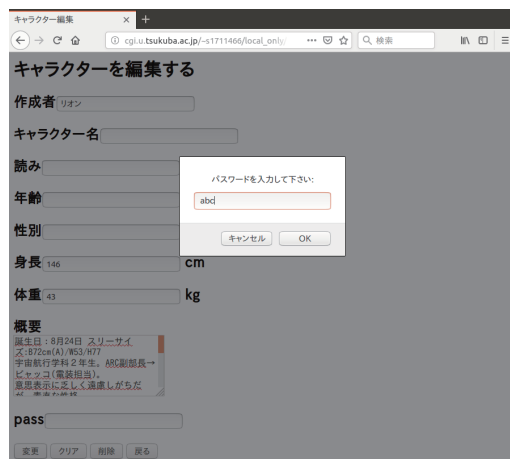 キャラクター編集
cgi.u.tsukuba.ac.jp/~s1711466/local_only/
検索
キャラクターを編集する
作成者 リオン
キャラクター名
読み
パスワードを入力して下さい:
年齢
abc
性別
キャンセル OK
身長 146 cm
体重 43 kg
概要
誕生日:8月24日 スリーサイ
ズ:B72cm(A)/W53/H77
宇宙航行学科2年生。ARC副部長→
ピャッコ(電装担当)。
意思表示に乏しく遠慮しがちだ
が、素直な性格
pass
変更 クリア 削除 戻る